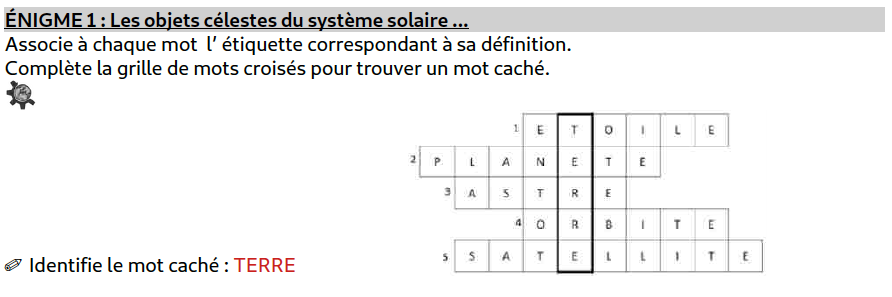 ÉNIGME 1 : Les objets célestes du système solaire ...
Associe à chaque mot l’ étiquette correspondant à sa définition.
Complète la grille de mots croisés pour trouver un mot caché.
1 E T O I L E
2 P L A N E T E
3 A S T R E
4 O R B I T E
5 S A T E L L I T E
✏ Identifie le mot caché : TERRE